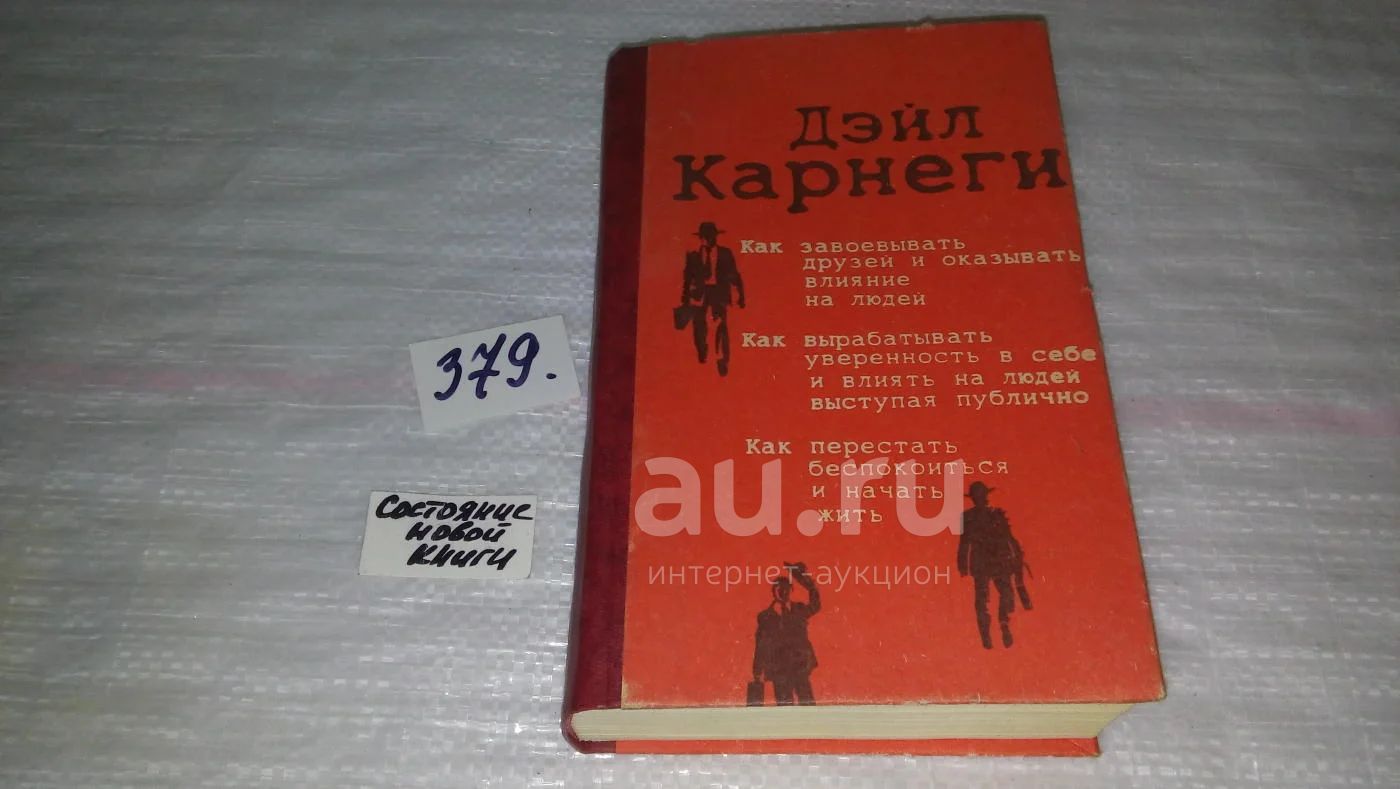 Дэйл
Карнеги
Как завоевывать
друзей и оказывать
влияние
на людей
Как вырабатывать
уверенность в себе
и влиять на людей
выступая публично
Как перестать
беспокоиться
и начать
жить
379.
Состояние
новой
книги
au.ru
интернет-аукцион